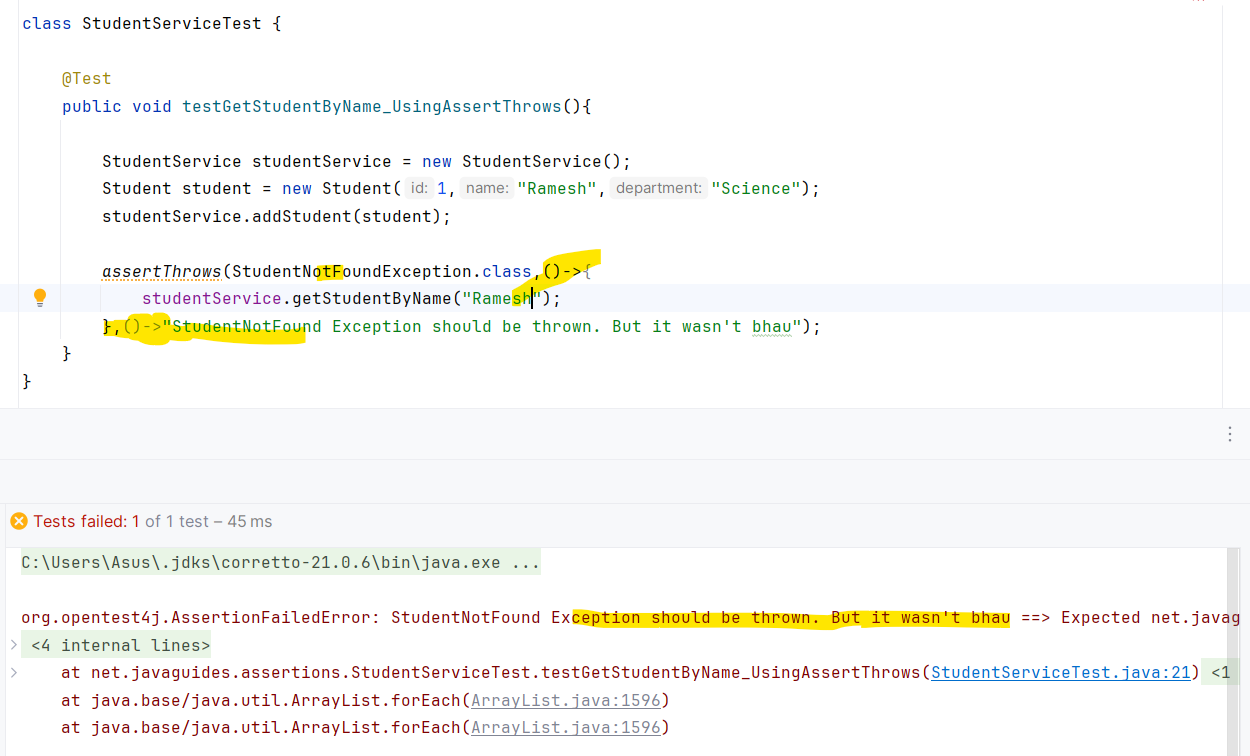 class StudentServiceTest {
@Test
public void testGetStudentByName_UsingAssertThrows(){
StudentService studentService = new StudentService();
Student student = new Student( id: 1, name: "Ramesh", department: "Science");
studentService.addStudent(student);
assertThrows(StudentNotFoundException.class,()->{
studentService.getStudentByName("Ramesh");
},()->"StudentNotFound Exception should be thrown. But it wasn't bhau");
}
}
Tests failed: 1 of 1 test – 45 ms
C:\Users\Asus\.jdks\corretto-21.0.6\bin\java.exe ...
org.opentest4j.AssertionFailedError: StudentNotFound Exception should be thrown. But it wasn't bhau ==> Expected net.javag
<4 internal lines>
at net.javaguides.assertions.StudentServiceTest.testGetStudentByName_UsingAssertThrows(StudentServiceTest.java:21) <1
at java.base/java.util.ArrayList.forEach(ArrayList.java:1596)
at java.base/java.util.ArrayList.forEach(ArrayList.java:1596)